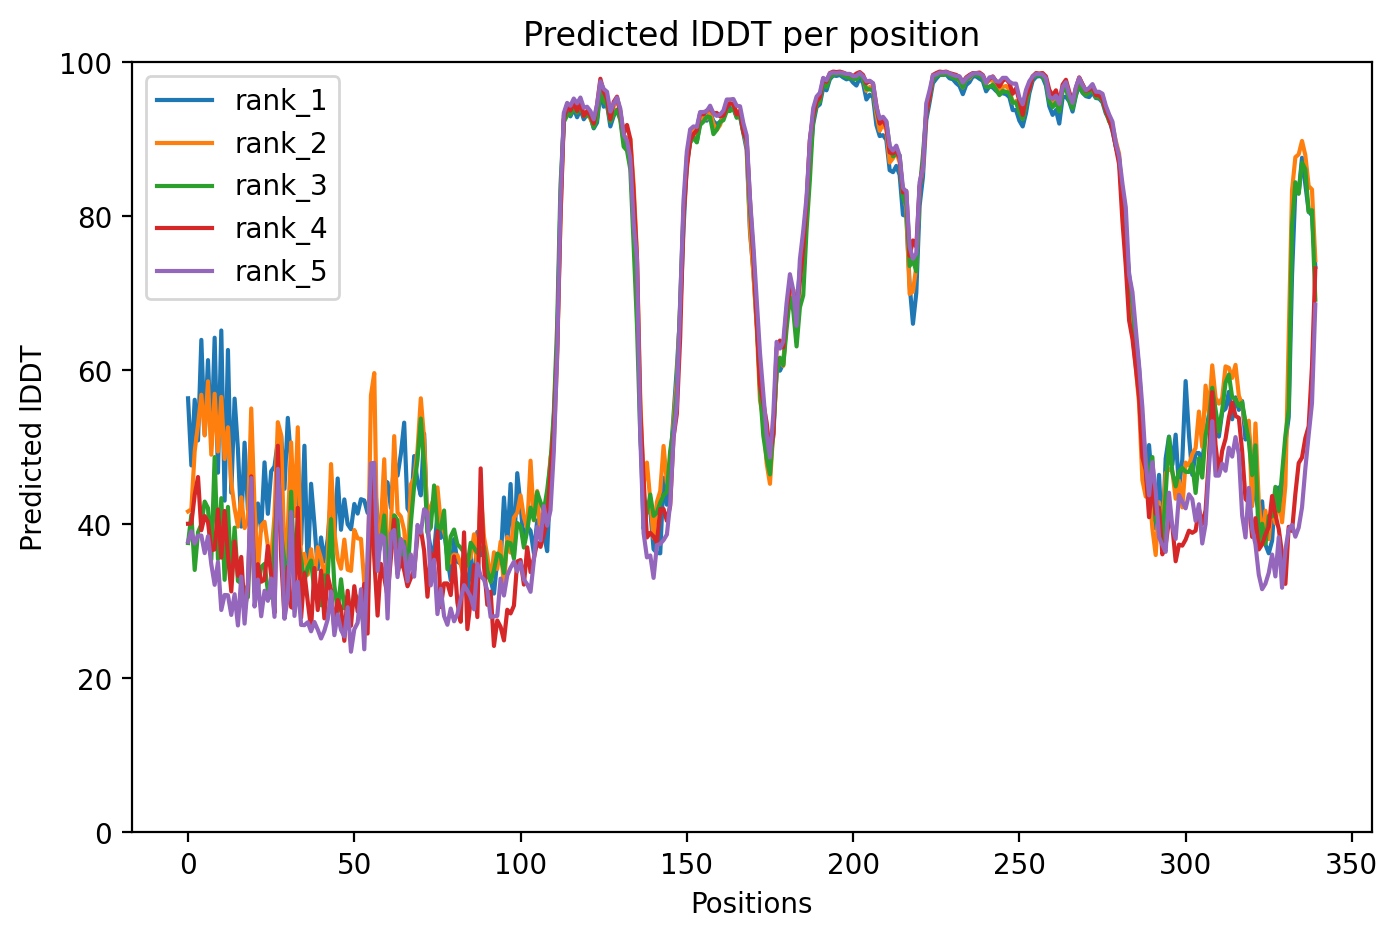 Predicted lDDT per position
100
80
60
40
20
0
Predicted lDDT
rank_1
rank_2
rank_3
rank_4
rank_5
0 50 100 150 200 250 300 350
Positions